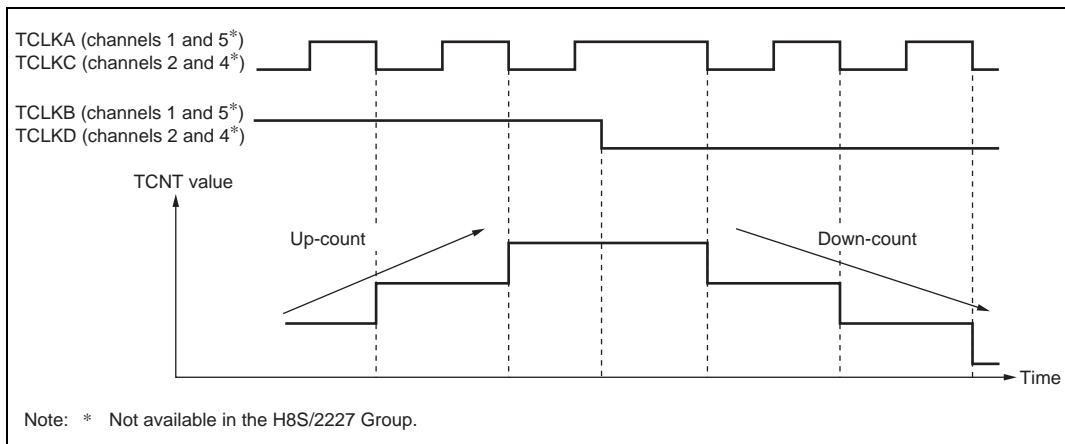 TCLKA (channels 1 and 5*)
TCLKC (channels 2 and 4*)
TCLKB (channels 1 and 5*)
TCLKD (channels 2 and 4*)
TCNT value
Up-count
Down-count
Time
Note: * Not available in the H8S/2227 Group.